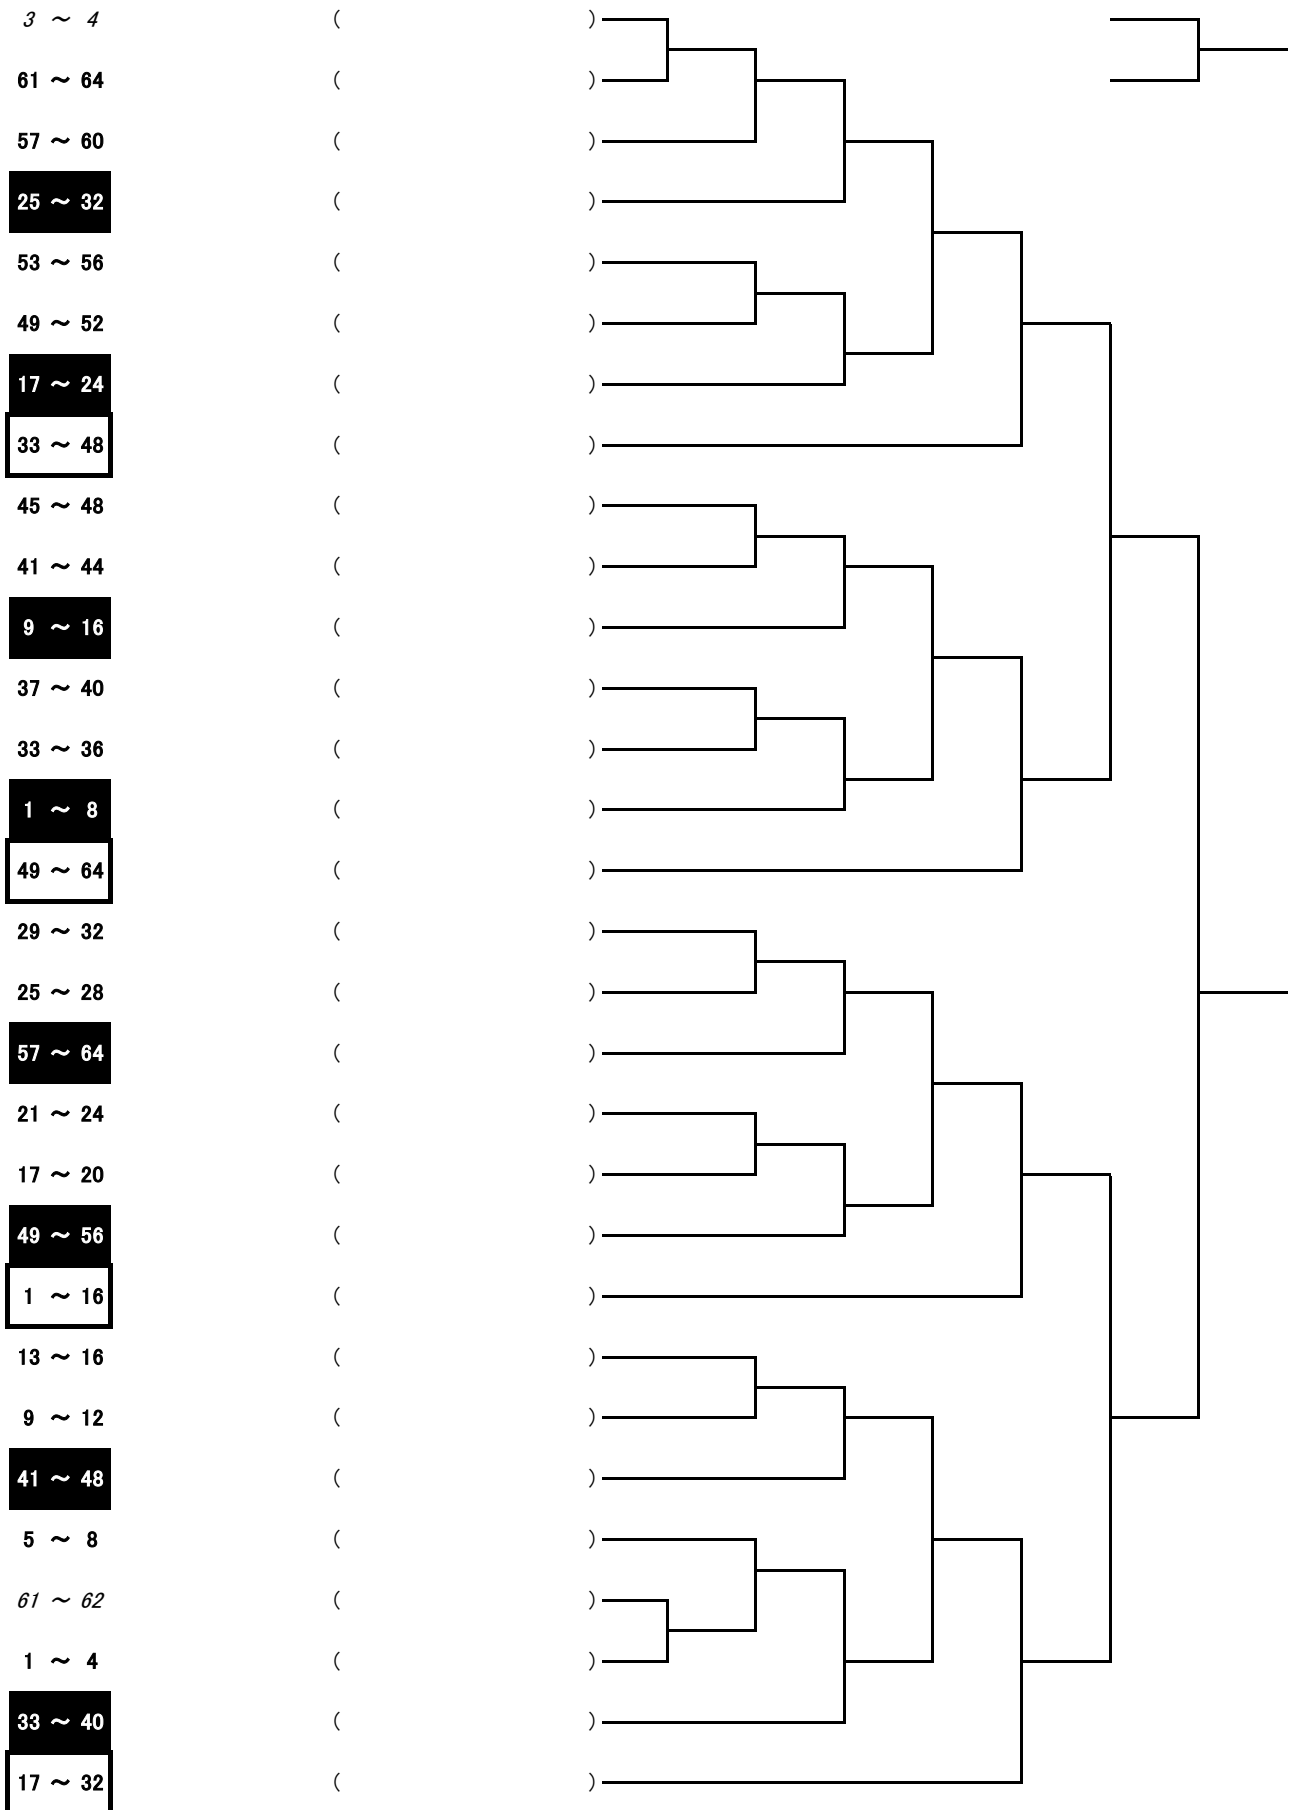 3 ～ 4 ( )
61 ～ 64 ( )
57 ～ 60 ( )
25 ～ 32 ( )
53 ～ 56 ( )
49 ～ 52 ( )
17 ～ 24 ( )
33 ～ 48 ( )
45 ～ 48 ( )
41 ～ 44 ( )
9 ～ 16 ( )
37 ～ 40 ( )
33 ～ 36 ( )
1 ～ 8 ( )
49 ～ 64 ( )
29 ～ 32 ( )
25 ～ 28 ( )
57 ～ 64 ( )
21 ～ 24 ( )
17 ～ 20 ( )
49 ～ 56 ( )
1 ～ 16 ( )
13 ～ 16 ( )
9 ～ 12 ( )
41 ～ 48 ( )
5 ～ 8 ( )
61 ～ 62 ( )
1 ～ 4 ( )
33 ～ 40 ( )
17 ～ 32 ( )